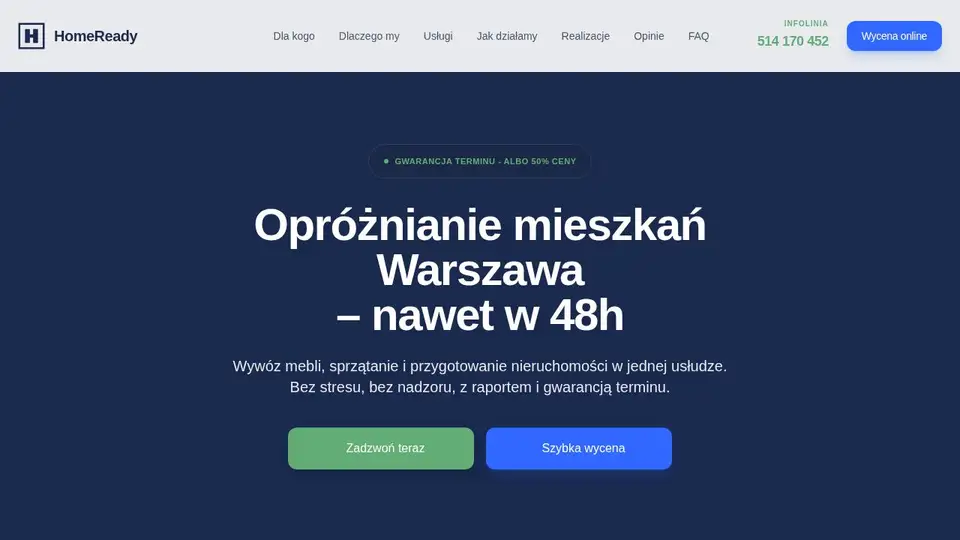 HomeReady
Dla kogo
Dlaczego my
Usługi
Jak działamy
Realizacje
Opinie
FAQ
INFOLINIA
514 170 452
Wycena online
GWARANCJA TERMINU - ALBO 50% CENY
Opróżnianie mieszkań
Warszawa
– nawet w 48h
Wywóz mebli, sprzątanie i przygotowanie nieruchomości w jednej usłudze.
Bez stresu, bez nadzoru, z raportem i gwarancją terminu.
Zadzwoń teraz
Szybka wycena